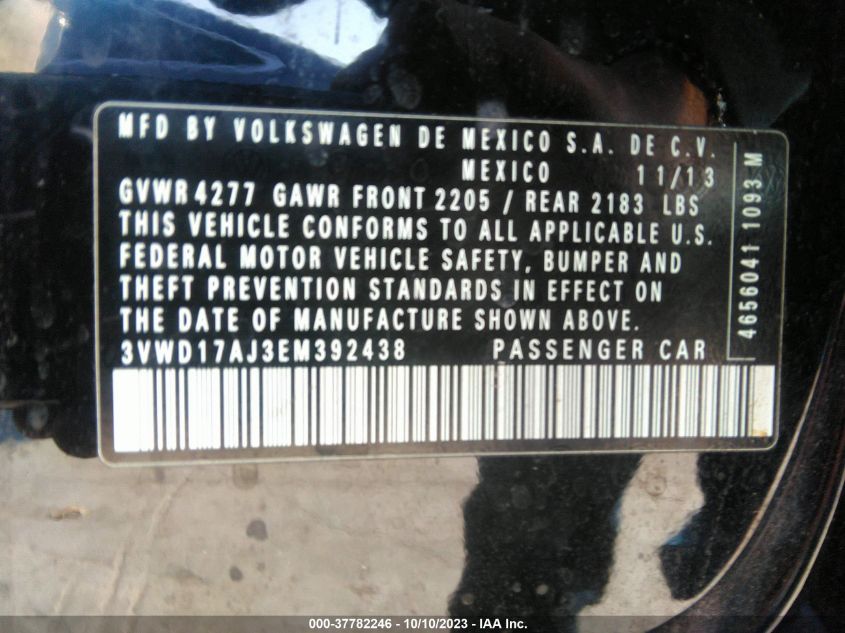 MFD BY VOLKSWAGEN DE MEXICO S.A. DE C.V.
MEXICO 11/13
GVWR 4277 GAWR FRONT 2205 / REAR 2183 LBS
THIS VEHICLE CONFORMS TO ALL APPLICABLE U.S.
FEDERAL MOTOR VEHICLE SAFETY, BUMPER AND
THEFT PREVENTION STANDARDS IN EFFECT ON
THE DATE OF MANUFACTURE SHOWN ABOVE.
3VWD17AJ3EM392438 PASSENGER CAR
4656041 1093 M
000-37782246 - 10/10/2023 - IAA Inc.